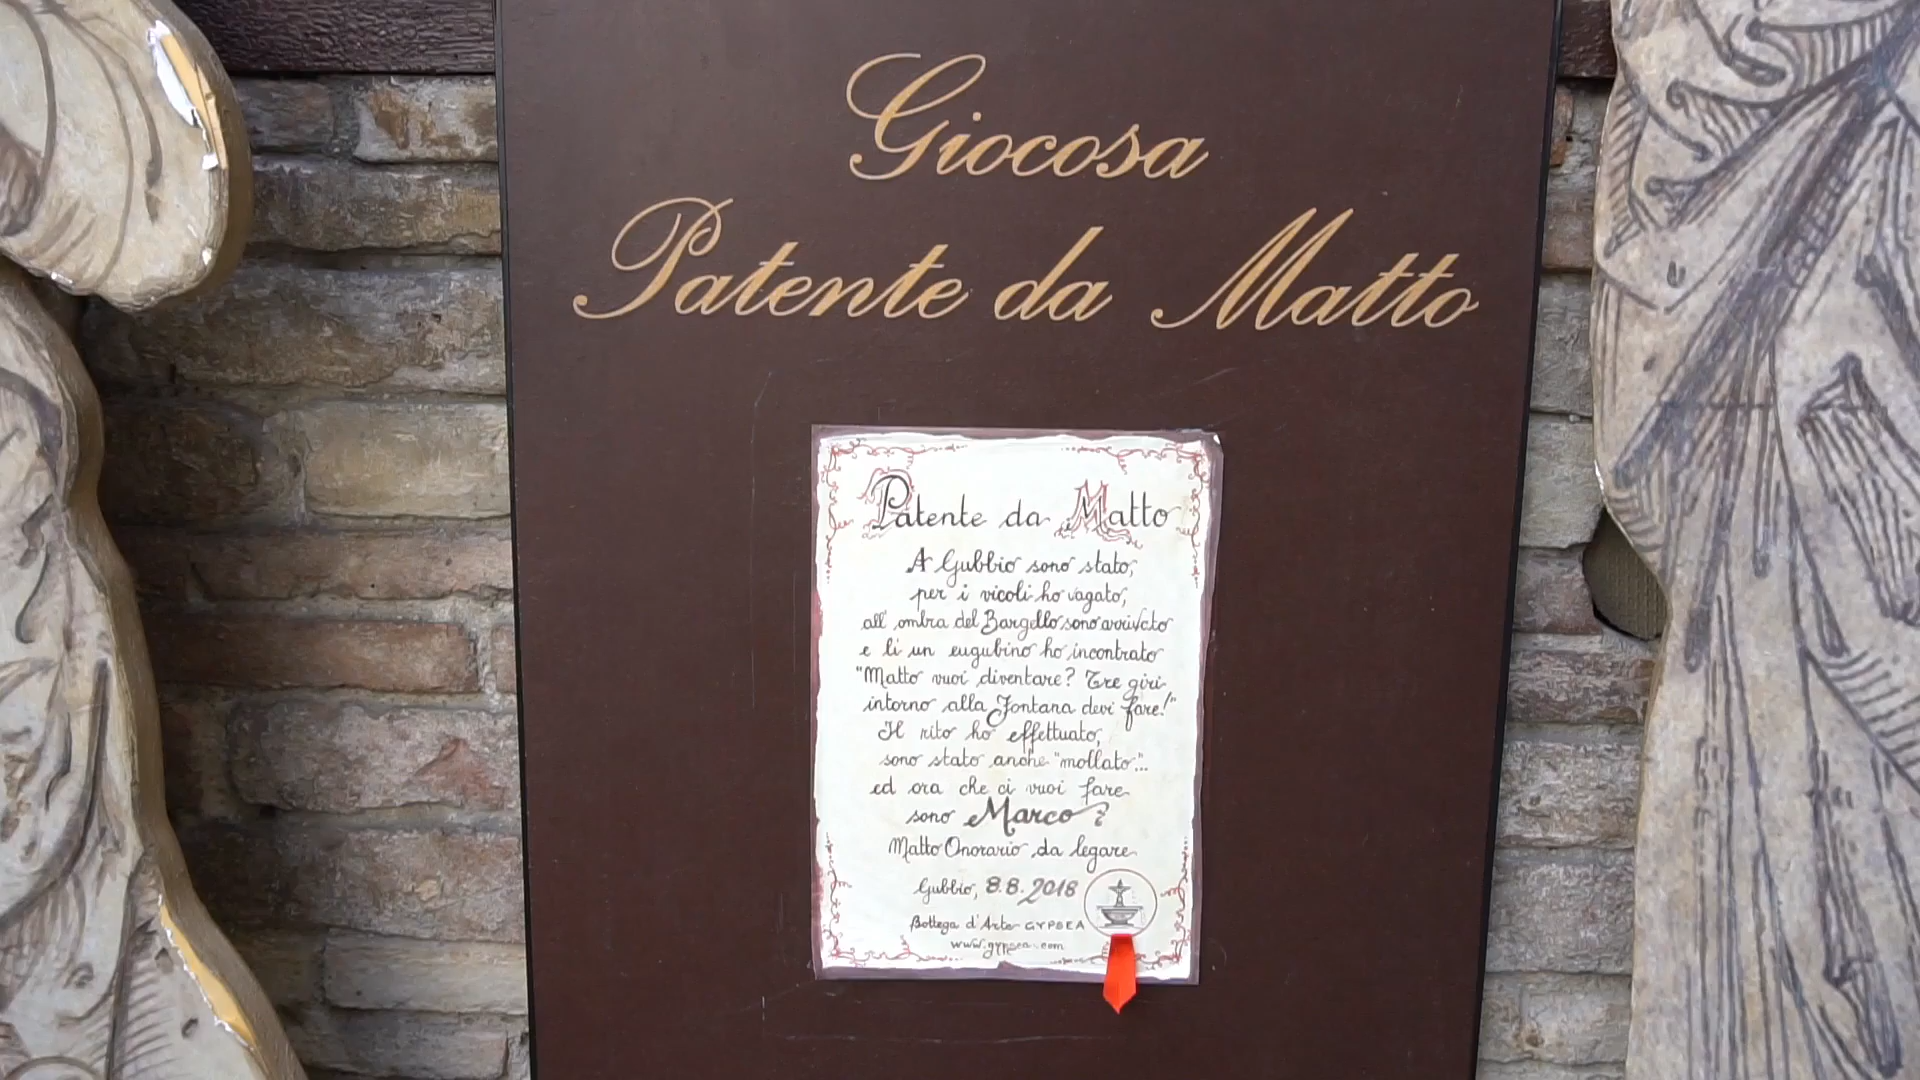 Giocosa
Patente da Matto
Patente da Matto
A Gubbio sono stato,
per i vicoli ho vagato,
all'ombra del Bargello sono arrivato
e li un eugubino ho incontrato
"Matto vuoi diventare? Tre giri
intorno alla Fontana devi fare!"
Il rito ho effettuato,
sono stato anche "mollato"...
ed ora che ci vuoi fare
sono Marco?
Matto Onorario da legare
Gubbio, 8.8.2018
Bottega d'Arte GYPSEA
www.gypsea.com